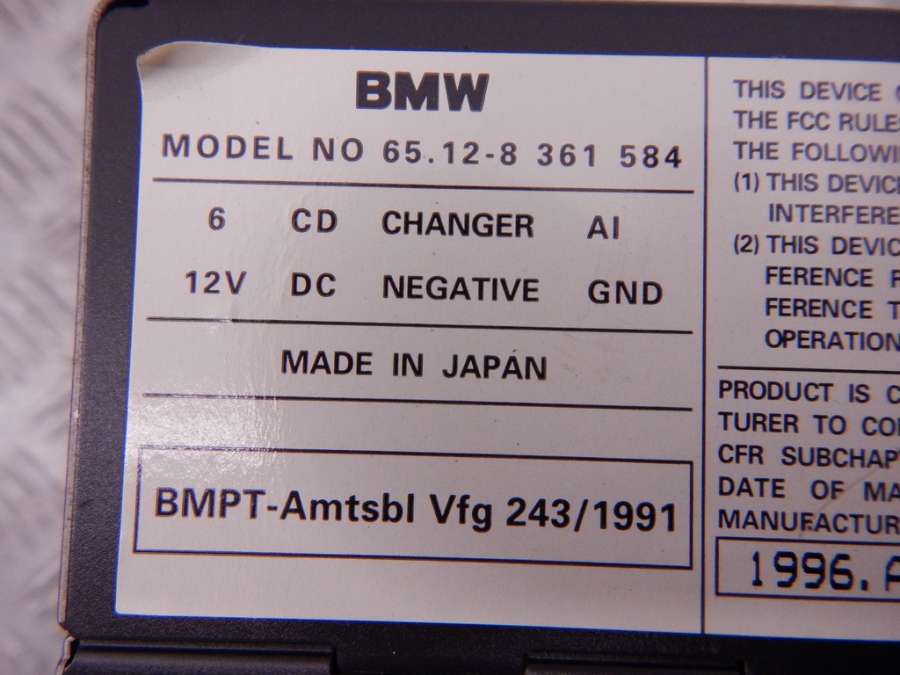 BMW
MODEL NO 65.12-8 361 584
6 CD CHANGER AI
12V DC NEGATIVE GND
MADE IN JAPAN
BMPT-Amtsbl Vfg 243/1991
THIS DEVICE
THE FCC RULES
THE FOLLOWI
(1) THIS DEVIC
INTERFERE
(2) THIS DEVIC
FERENCE
FERENCE T
OPERATION
PRODUCT IS C
TURER TO CO
CFR SUBCHAP
DATE OF MA
MANUFACTUR
1996.A